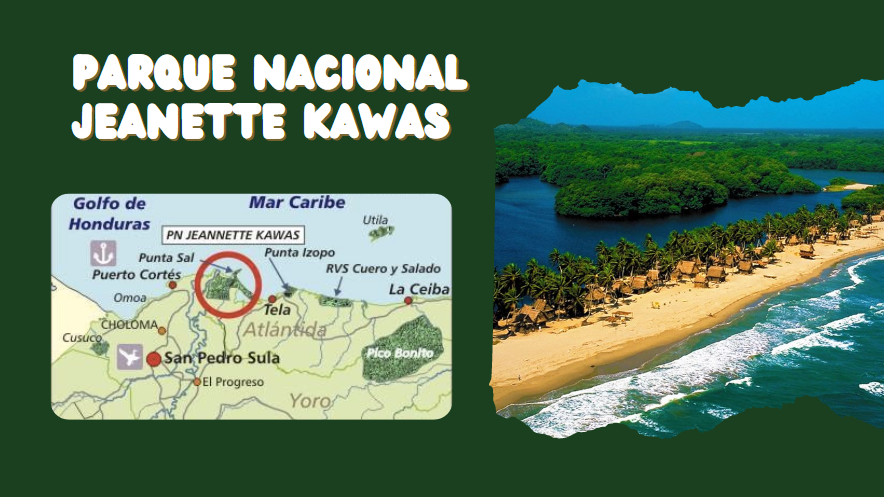 PARQUE NACIONAL
JEANETTE KAWAS
Golfo de
Honduras
Mar Caribe
Utila
PN JEANNETTE KAWAS
Punta Sal
Punta Izopo
Puerto Cortés
RVS Cuero y Salado
La Ceiba
Omoa
Tela
CHOLOMA
Atlántida
Cusuco
San Pedro Sula
Pico Bonito
El Progreso
Yoro